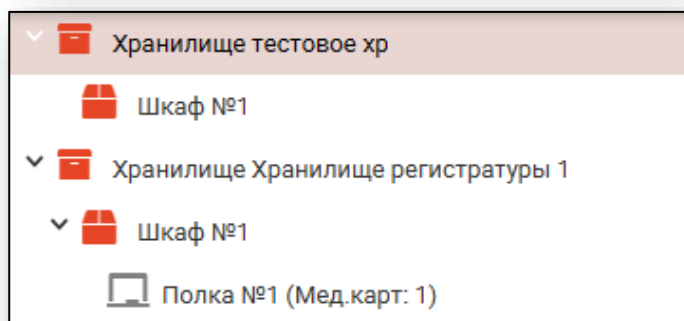 Хранилище тестовое хр
Шкаф №1
Хранилище Хранилище регистратуры 1
Шкаф №1
Полка №1 (Мед.карт: 1)